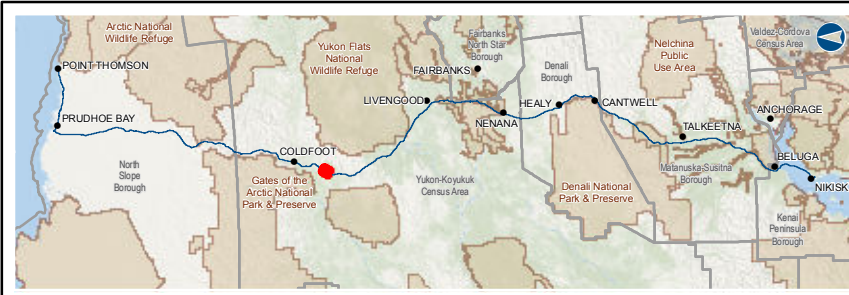 Arctic National
Wildlife Refuge
POINT THOMSON
PRUDHOE BAY
North
Slope
Borough
COLDFOOT
Gates of the
Arctic National
Park & Preserve
Yukon Flats
National
Wildlife Refuge
LIVENGOOD
FAIRBANKS
Fairbanks
North Star
Borough
NENANA
Yukon-Koyukuk
Census Area
HEALY
Denali
Borough
CANTWELL
Denali National
Park & Preserve
Nelchina
Public
Use Area
TALKEETNA
Matanuska-Susitna
Borough
Valdez-Cordova
Census Area
ANCHORAGE
BELUGA
NIKISKI
Kenai
Peninsula
Borough